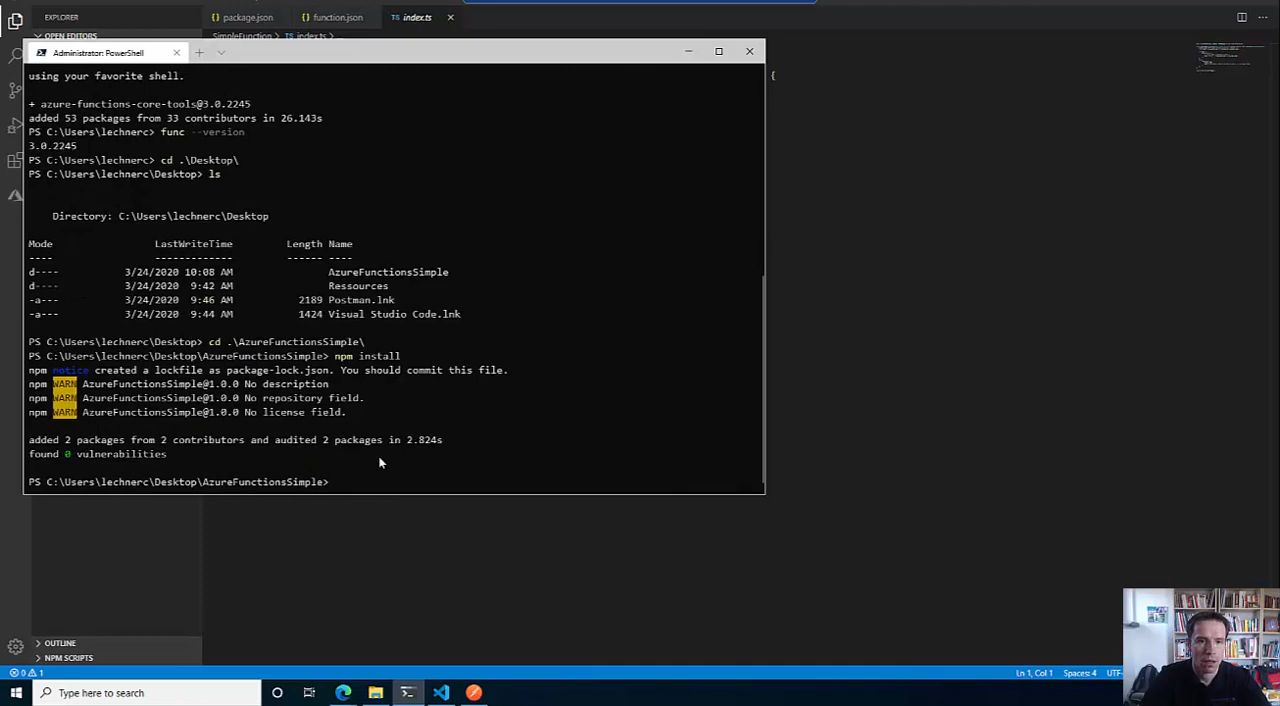 EXPLORER
OPEN EDITORS
package.json
function.json
index.ts
SimpleFunction > index.ts > ...
{
Administrator: PowerShell
using your favorite shell.
+ azure-functions-core-tools@3.0.2245
added 53 packages from 33 contributors in 26.143s
PS C:\Users\lechnerc> func --version
3.0.2245
PS C:\Users\lechnerc> cd .\Desktop\
PS C:\Users\lechnerc\Desktop> ls
Directory: C:\Users\lechnerc\Desktop
Mode LastWriteTime Length Name
---- ------------- ------ ----
d---- 3/24/2020 10:08 AM AzureFunctionsSimple
d---- 3/24/2020 9:42 AM Ressources
-a--- 3/24/2020 9:46 AM 2189 Postman.lnk
-a--- 3/24/2020 9:44 AM 1424 Visual Studio Code.lnk
PS C:\Users\lechnerc\Desktop> cd .\AzureFunctionsSimple\
PS C:\Users\lechnerc\Desktop\AzureFunctionsSimple> npm install
npm notice created a lockfile as package-lock.json. You should commit this file.
npm WARN AzureFunctionsSimple@1.0.0 No description
npm WARN AzureFunctionsSimple@1.0.0 No repository field.
npm WARN AzureFunctionsSimple@1.0.0 No license field.
added 2 packages from 2 contributors and audited 2 packages in 2.824s
found 0 vulnerabilities
PS C:\Users\lechnerc\Desktop\AzureFunctionsSimple>
OUTLINE
NPM SCRIPTS
0 1
Ln 1, Col 1 Spaces: 4 UTF-
Type here to search